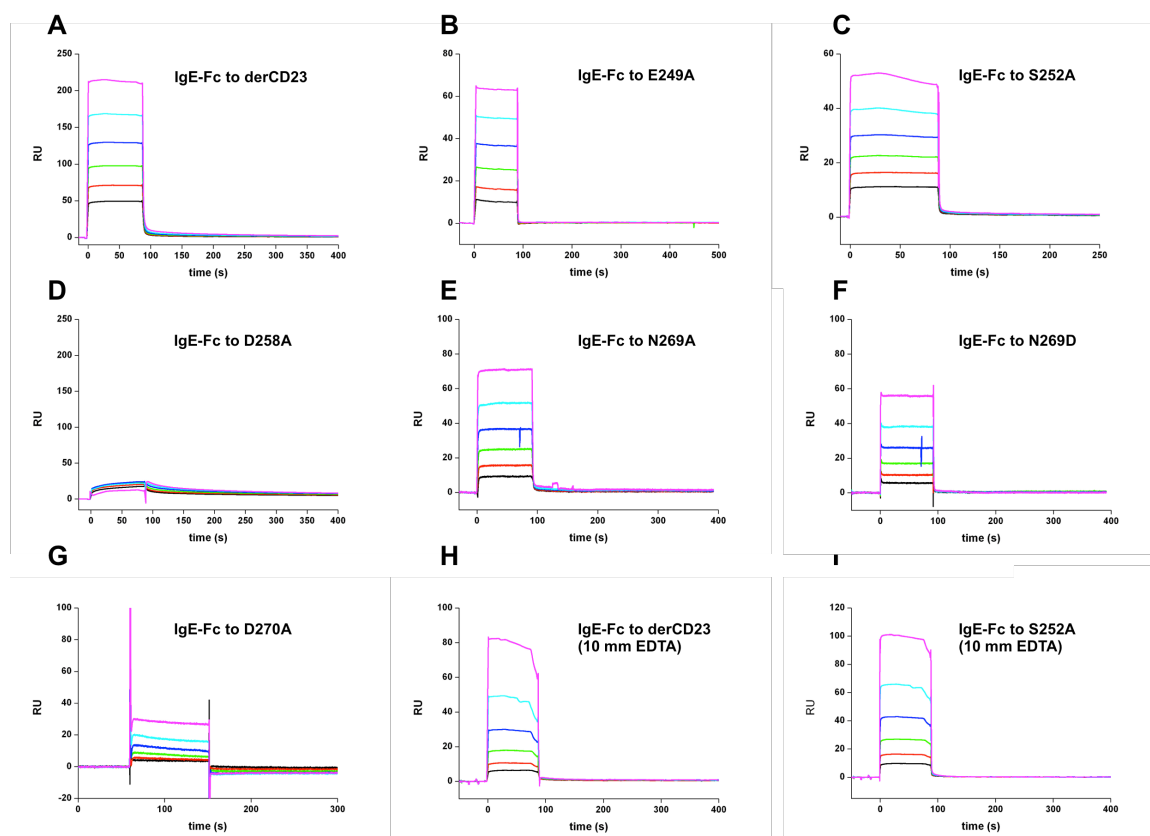 A
IgE-Fc to derCD23
RU
250
200
150
100
50
0
0 50 100 150 200 250 300 350 400
time (s)
B
IgE-Fc to E249A
RU
80
60
40
20
0
0 100 200 300 400 500
time (s)
C
IgE-Fc to S252A
RU
60
40
20
0
0 50 100 150 200 250
time (s)
D
IgE-Fc to D258A
RU
250
200
150
100
50
0
0 50 100 150 200 250 300 350 400
time (s)
E
IgE-Fc to N269A
RU
100
80
60
40
20
0
0 100 200 300 400
time (s)
F
IgE-Fc to N269D
RU
100
80
60
40
20
0
0 100 200 300 400
time (s)
G
IgE-Fc to D270A
RU
100
80
60
40
20
0
-20
0 100 200 300
time (s)
H
IgE-Fc to derCD23
(10 mm EDTA)
RU
100
80
60
40
20
0
0 100 200 300 400
time (s)
IgE-Fc to S252A
(10 mm EDTA)
RU
120
100
80
60
40
20
0
0 100 200 300 400
time (s)